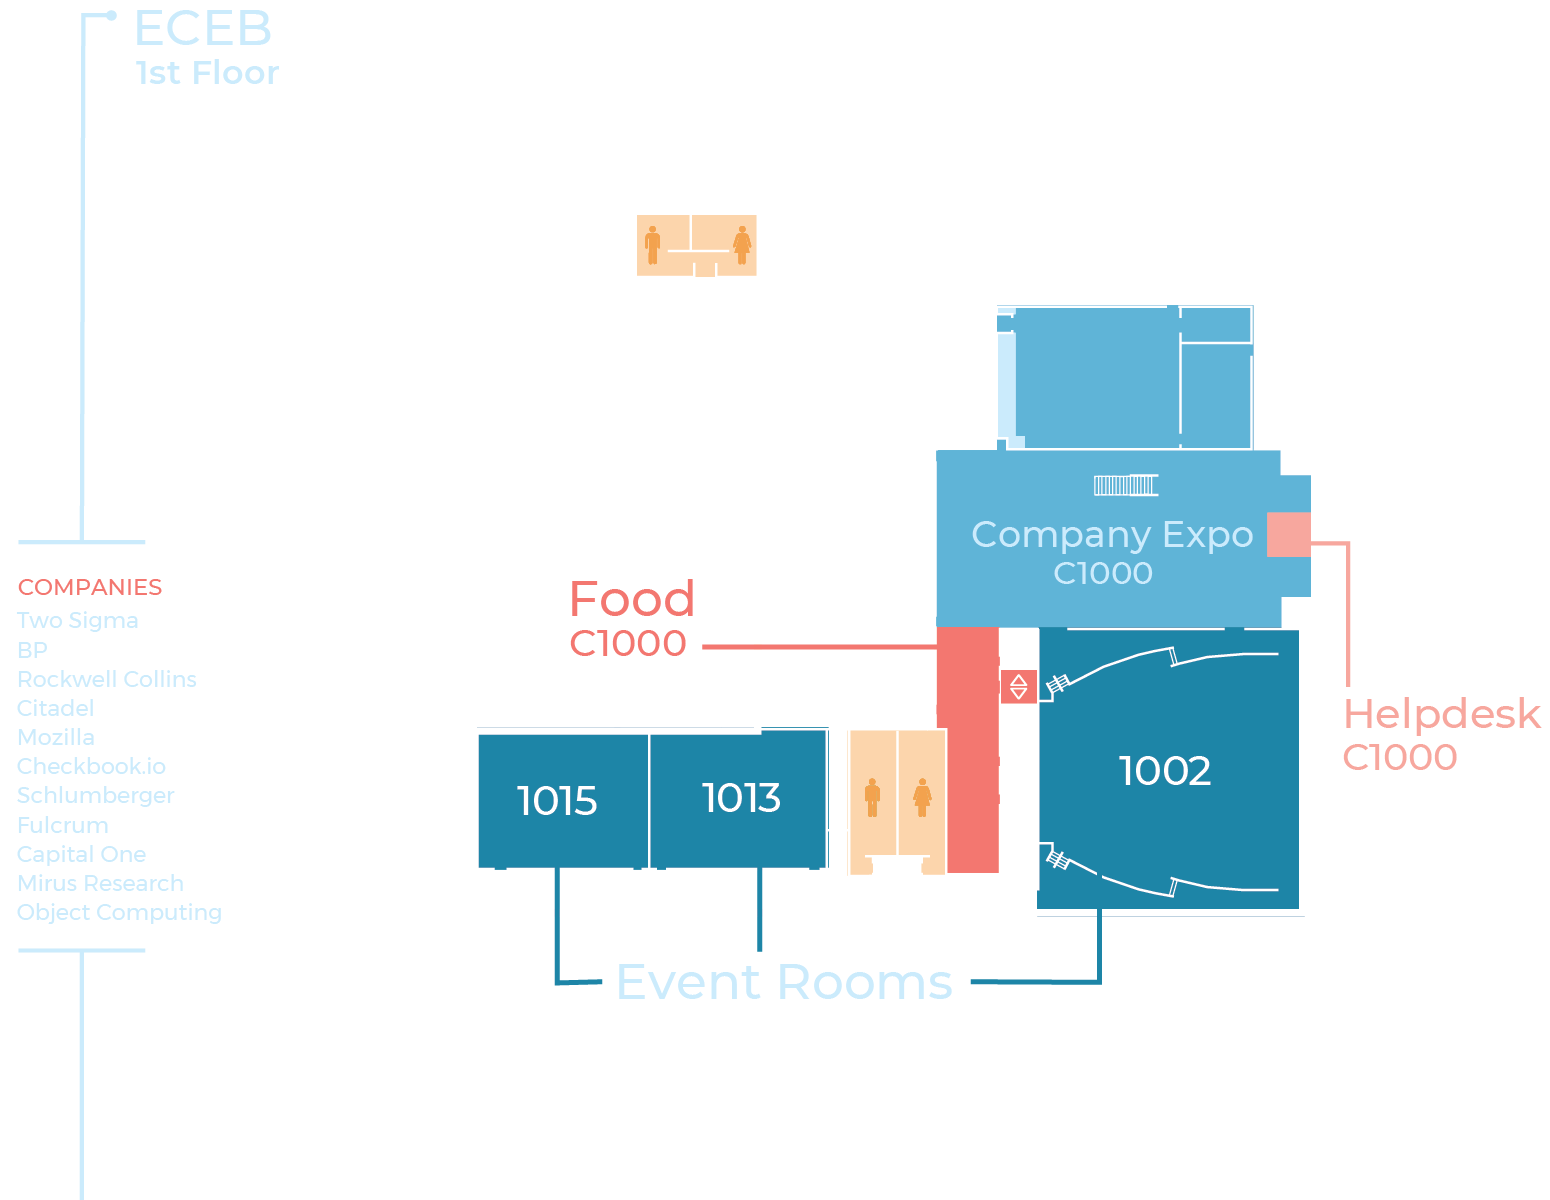 ECEB
1st Floor
COMPANIES
Two Sigma
BP
Rockwell Collins
Citadel
Mozilla
Checkbook.io
Schlumberger
Fulcrum
Capital One
Mirus Research
Object Computing
Company Expo
C1000
Food
C1000
Helpdesk
C1000
1015
1013
1002
Event Rooms